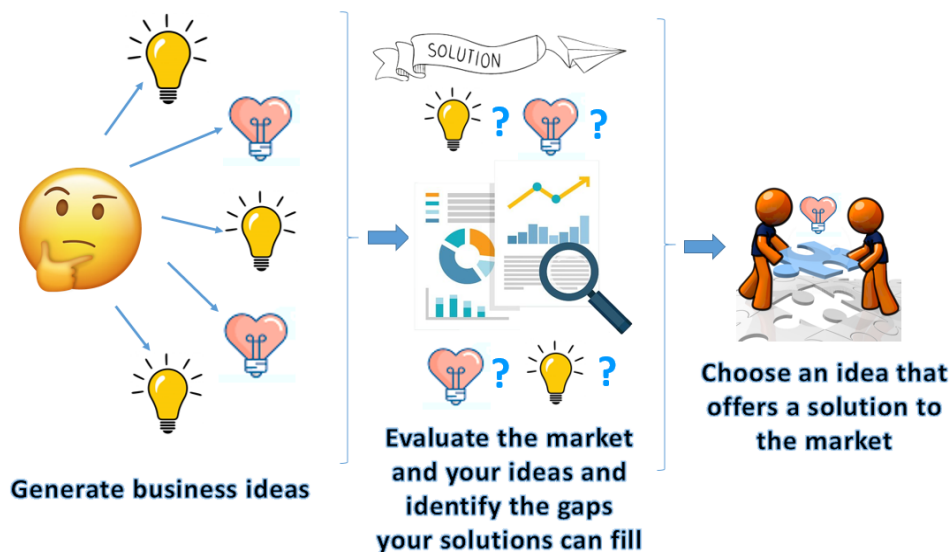 Generate business ideas
SOLUTION
?
?
?
?
Evaluate the market
and your ideas and
identify the gaps
your solutions can fill
Choose an idea that
offers a solution to
the market